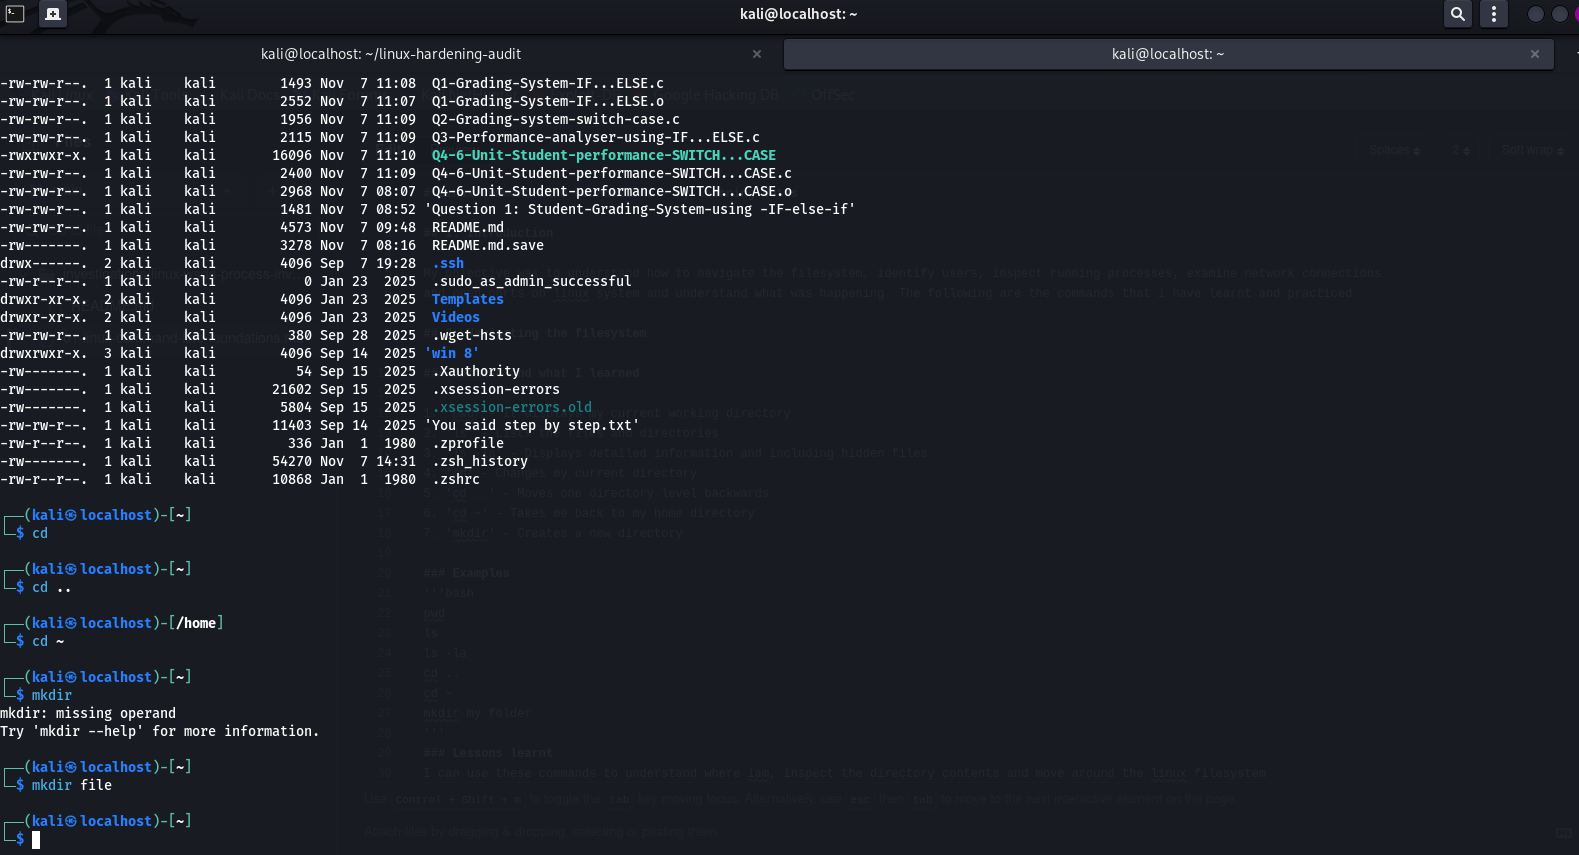 kali@localhost: ~
kali@localhost: ~/linux-hardening-audit
kali@localhost: ~
-rw-rw-r--.  1 kali    kali        1493 Nov  7 11:08  Q1-Grading-System-IF...ELSE.c
-rw-rw-r--.  1 kali    kali        2552 Nov  7 11:07  Q1-Grading-System-IF...ELSE.o
-rw-rw-r--.  1 kali    kali        1956 Nov  7 11:09  Q2-Grading-system-switch-case.c
-rw-rw-r--.  1 kali    kali        2115 Nov  7 11:09  Q3-Performance-analyser-using-IF...ELSE.c
-rwxrwxr-x.  1 kali    kali       16096 Nov  7 11:10  Q4-6-Unit-Student-performance-SWITCH...CASE
-rw-rw-r--.  1 kali    kali        2400 Nov  7 11:09  Q4-6-Unit-Student-performance-SWITCH...CASE.c
-rw-rw-r--.  1 kali    kali        2968 Nov  7 08:07  Q4-6-Unit-Student-performance-SWITCH...CASE.o
-rw-rw-r--.  1 kali    kali        1481 Nov  7 08:52 'Question 1: Student-Grading-System-using -IF-else-if'
-rw-rw-r--.  1 kali    kali        4573 Nov  7 09:48  README.md
-rw-------.  1 kali    kali        3278 Nov  7 08:16  README.md.save
drwx------.  2 kali    kali        4096 Sep  7 19:28  .ssh
-rw-r--r--.  1 kali    kali           0 Jan 23  2025  .sudo_as_admin_successful
drwxr-xr-x.  2 kali    kali        4096 Jan 23  2025  Templates
drwxr-xr-x.  2 kali    kali        4096 Jan 23  2025  Videos
-rw-rw-r--.  1 kali    kali         380 Sep 28  2025  .wget-hsts
drwxrwxr-x.  3 kali    kali        4096 Sep 14  2025 'win 8'
-rw-------.  1 kali    kali          54 Sep 15  2025  .Xauthority
-rw-------.  1 kali    kali       21602 Sep 15  2025  .xsession-errors
-rw-------.  1 kali    kali        5804 Sep 15  2025  .xsession-errors.old
-rw-rw-r--.  1 kali    kali       11403 Sep 14  2025 'You said step by step.txt'
-rw-r--r--.  1 kali    kali         336 Jan  1  1980  .zprofile
-rw-------.  1 kali    kali       54270 Nov  7 14:31  .zsh_history
-rw-r--r--.  1 kali    kali       10868 Jan  1  1980  .zshrc
┌──(kali㉿localhost)-[~]
└─$ cd
┌──(kali㉿localhost)-[~]
└─$ cd ..
┌──(kali㉿localhost)-[/home]
└─$ cd ~
┌──(kali㉿localhost)-[~]
└─$ mkdir
mkdir: missing operand
Try 'mkdir --help' for more information.
┌──(kali㉿localhost)-[~]
└─$ mkdir file
┌──(kali㉿localhost)-[~]
└─$